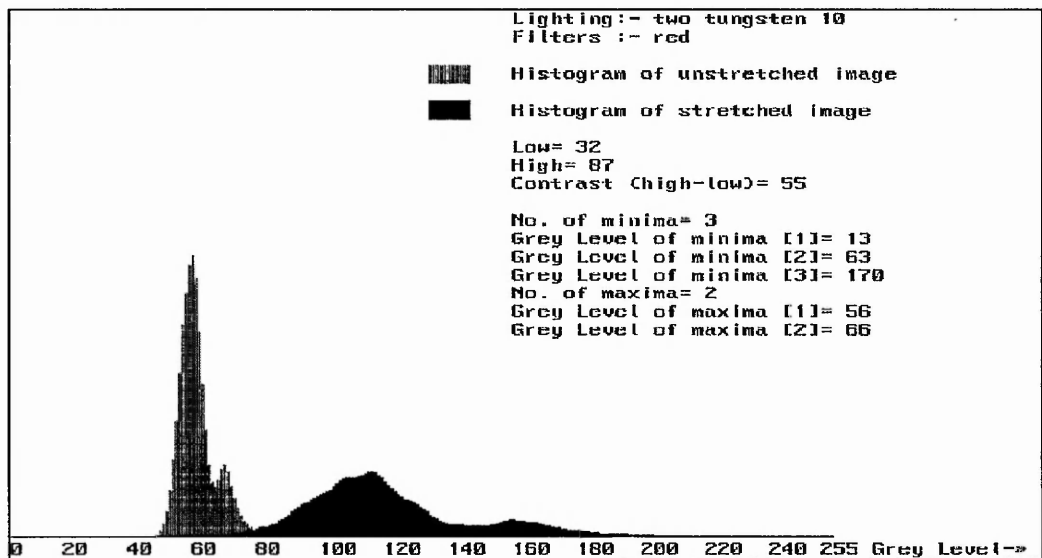 Lighting:- two tungsten 10
Filters :- red
Histogram of unstretched image
Histogram of stretched image
Low= 32
High= 87
Contrast (high-low)= 55
No. of minima= 3
Grey Level of minima [1]= 13
Grey Level of minima [2]= 63
Grey Level of minima [3]= 170
No. of maxima= 2
Grey Level of maxima [1]= 56
Grey Level of maxima [2]= 66
0 20 40 60 80 100 120 140 160 180 200 220 240 255 Grey Level->